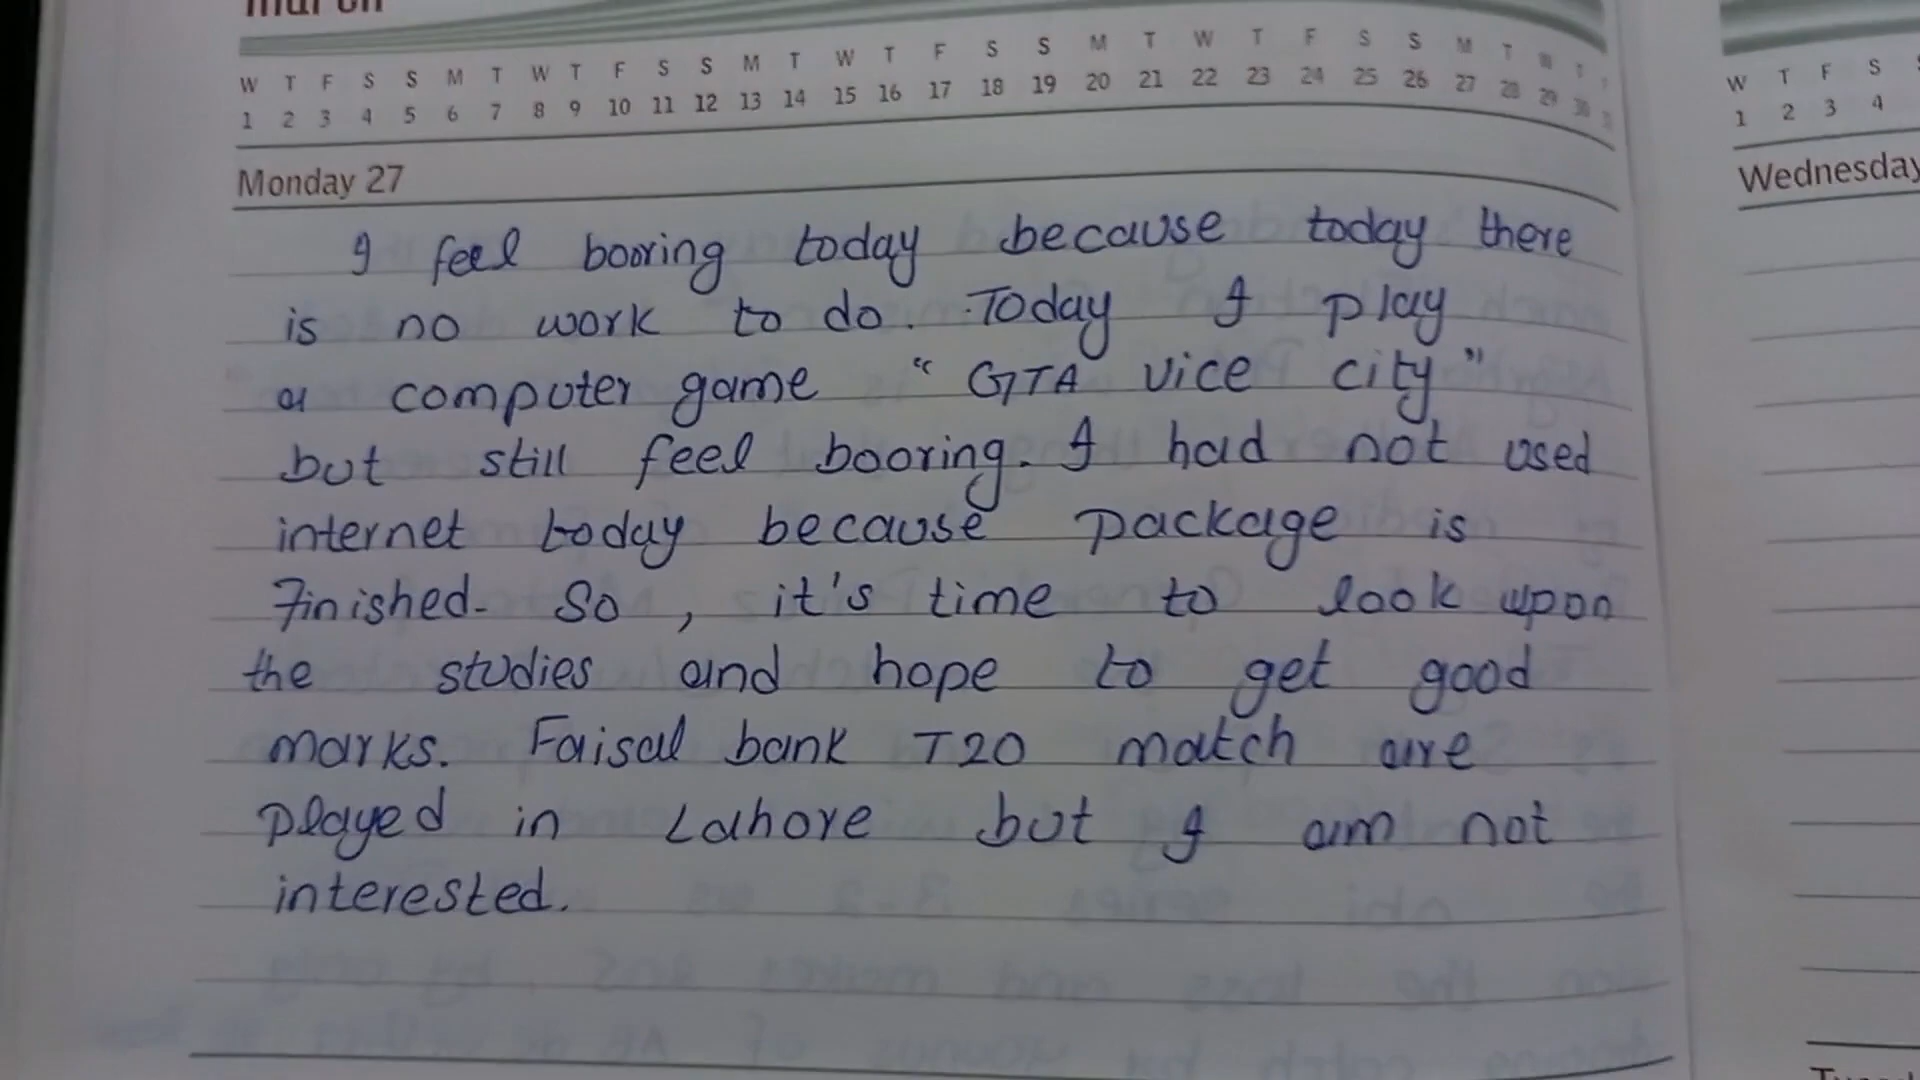 W T F S S M T W T F S S M T W T F S S M T W T F S S M T W T F
1 2 3 4 5 6 7 8 9 10 11 12 13 14 15 16 17 18 19 20 21 22 23 24 25 26 27 28 29 30
Monday 27
I feel booring today because today there
is no work to do. Today I play
a computer game "GTA vice city"
but still feel booring. I had not used
internet today because package is
Finished. So, it's time to look upon
the studies and hope to get good
marks. Faisal bank T20 match are
played in Lahore but I am not
interested.
W T F S
1 2 3 4
Wednesday